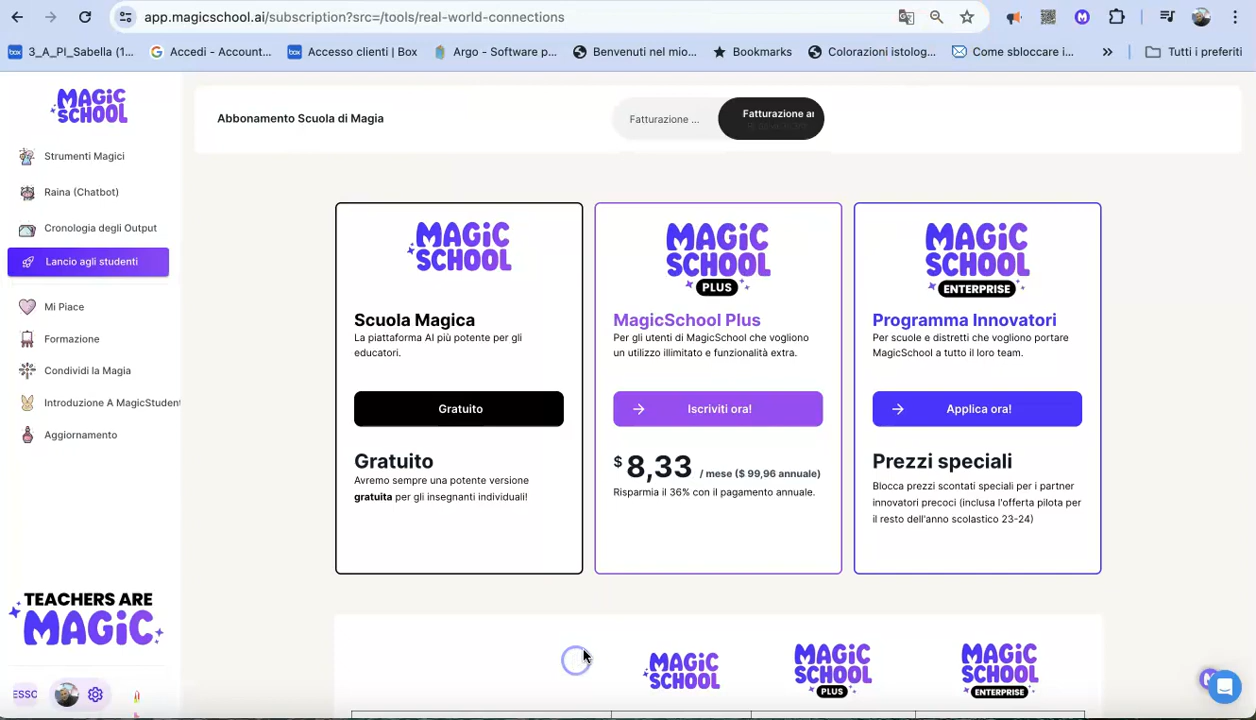 app.magicschool.ai/subscription?src=/tools/real-world-connections
3_A_PI_Sabella (1...
Accedi - Account...
Accesso clienti | Box
Argo - Software p...
Benvenuti nel mio...
Bookmarks
Colorazioni istolog...
Come sbloccare i...
Tutti i preferiti
MAGIC SCHOOL
Strumenti Magici
Raina (Chatbot)
Cronologia degli Output
Lancio agli studenti
Mi Piace
Formazione
Condividi la Magia
Introduzione A MagicStudent
Aggiornamento
TEACHERS ARE
MAGIC
ESSO
Abbonamento Scuola di Magia
Fatturazione ...
Fatturazione an
MAGIC
SCHOOL
Scuola Magica
La piattaforma AI più potente per gli
educatori.
Gratuito
Gratuito
Avremo sempre una potente versione
gratuita per gli insegnanti individuali!
MAGIC
SCHOOL
PLUS
MagicSchool Plus
Per gli utenti di MagicSchool che vogliono
un utilizzo illimitato e funzionalità extra.
Iscriviti ora!
$ 8,33 / mese ($ 99,96 annuale)
Risparmia il 36% con il pagamento annuale.
MAGIC
SCHOOL
ENTERPRISE
Programma Innovatori
Per scuole e distretti che vogliono portare
MagicSchool a tutto il loro team.
Applica ora!
Prezzi speciali
Blocca prezzi scontati speciali per i partner
innovatori precoci (inclusa l'offerta pilota per
il resto dell'anno scolastico 23-24)
MAGIC
SCHOOL
MAGIC
SCHOOL
PLUS
MAGIC
SCHOOL
ENTERPRISE